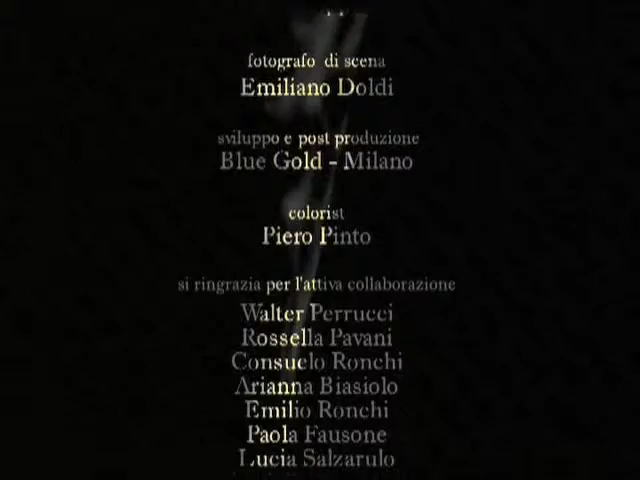 fotografo di scena
Emiliano Doldi
sviluppo e post produzione
Blue Gold - Milano
colorist
Piero Pinto
si ringrazia per l'attiva collaborazione
Walter Perrucci
Rossella Pavani
Consuelo Ronchi
Arianna Biasiolo
Emilio Ronchi
Paola Fausone
Lucia Salzarulo